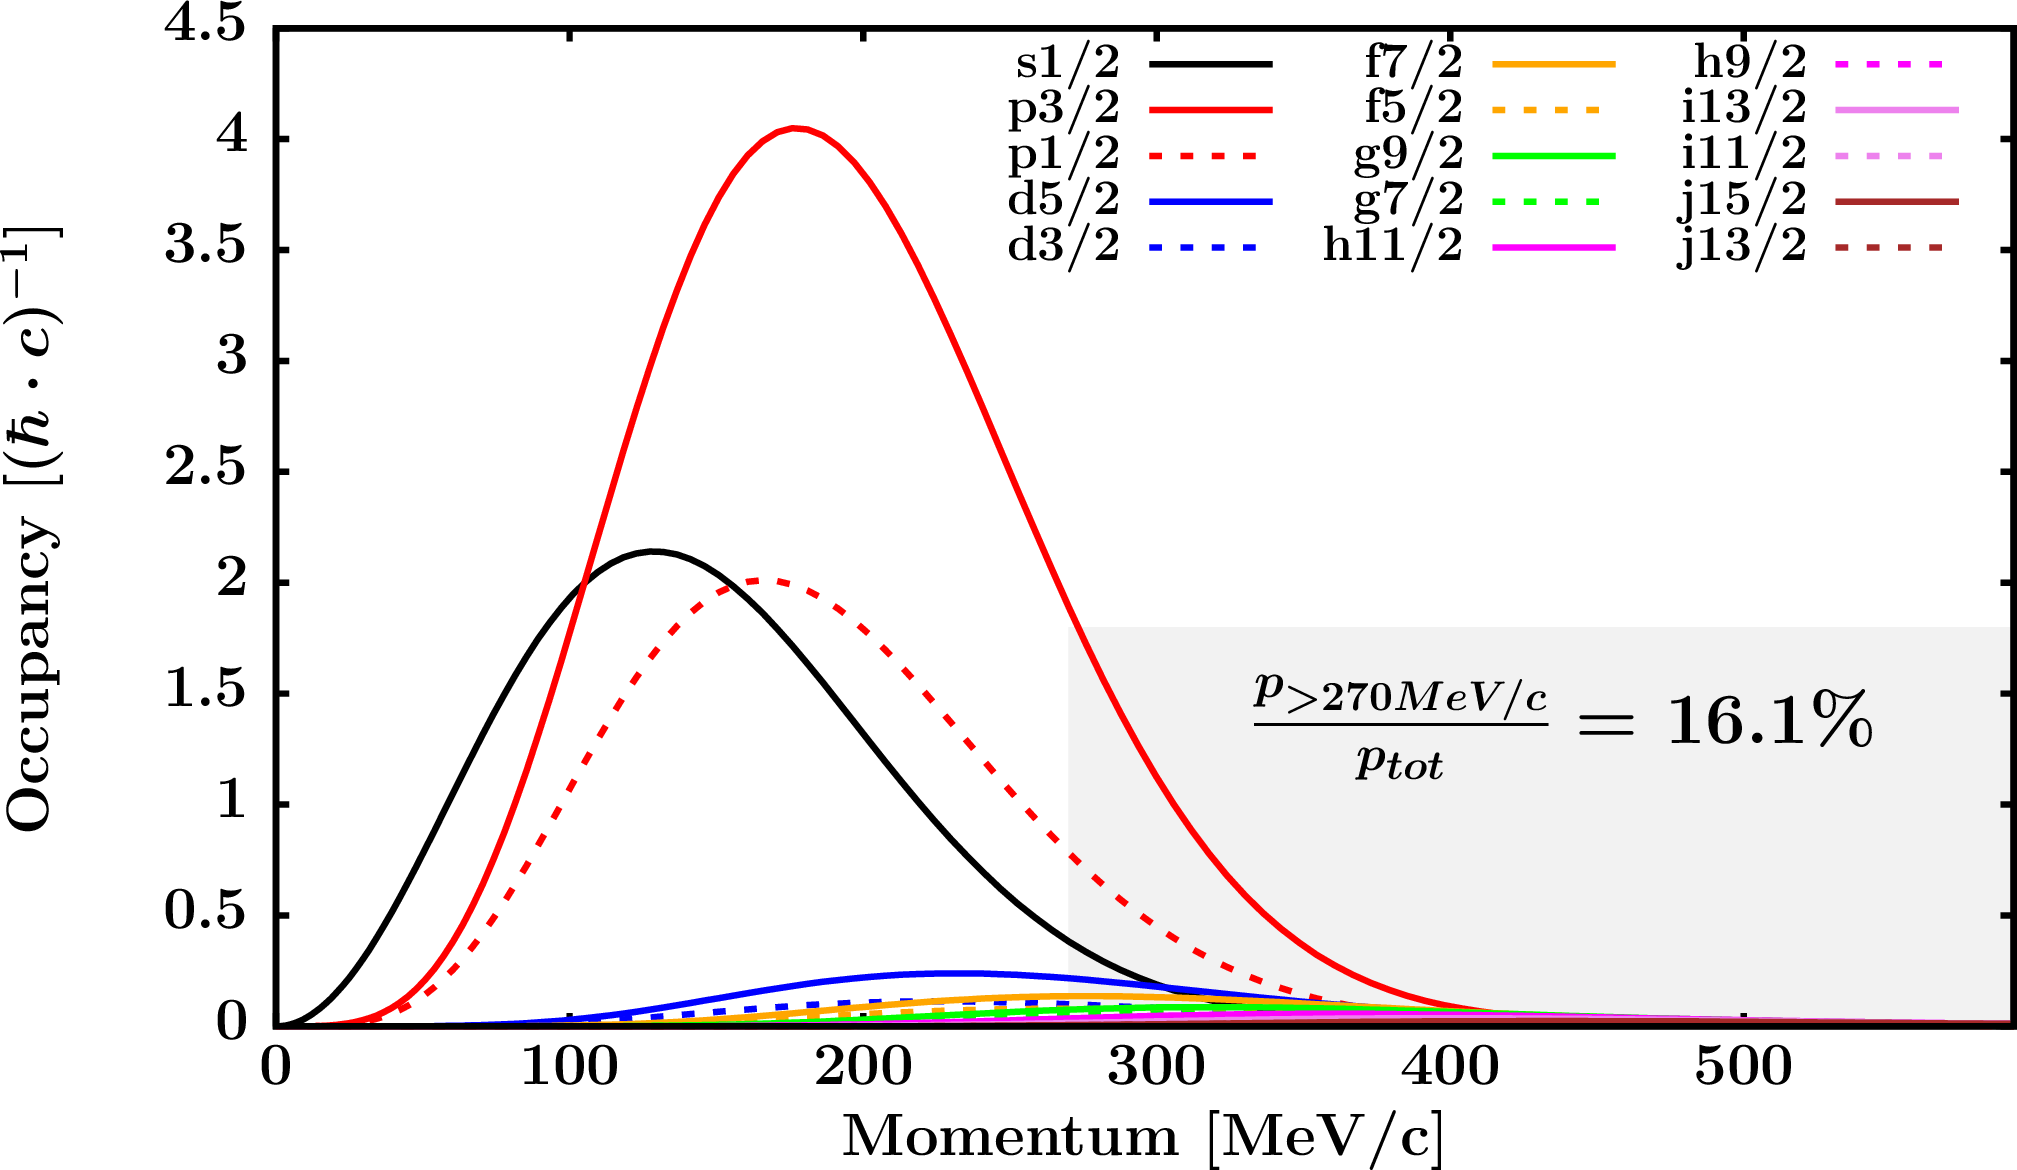 4.5
4
3.5
3
2.5
2
1.5
1
0.5
0
Occupancy [(ħ · c)⁻¹]
s1/2
p3/2
p1/2
d5/2
d3/2
f7/2
f5/2
g9/2
g7/2
h11/2
h9/2
i13/2
i11/2
j15/2
j13/2
p>270MeV/c
ptot
= 16.1%
0 100 200 300 400 500
Momentum [MeV/c]